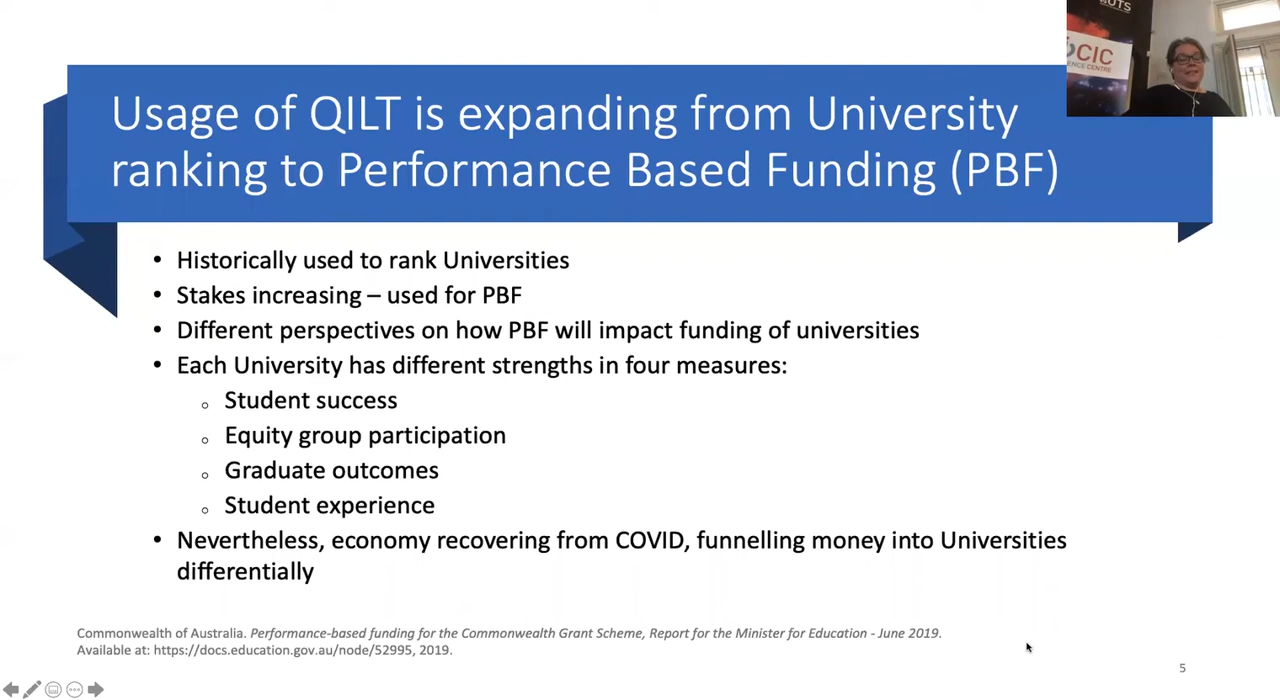 UTS
CIC
ENCE CENTRE
Usage of QILT is expanding from University
ranking to Performance Based Funding (PBF)
• Historically used to rank Universities
• Stakes increasing – used for PBF
• Different perspectives on how PBF will impact funding of universities
• Each University has different strengths in four measures:
○ Student success
○ Equity group participation
○ Graduate outcomes
○ Student experience
• Nevertheless, economy recovering from COVID, funnelling money into Universities
differentially
Commonwealth of Australia. Performance-based funding for the Commonwealth Grant Scheme, Report for the Minister for Education - June 2019.
Available at: https://docs.education.gov.au/node/52995, 2019.
5